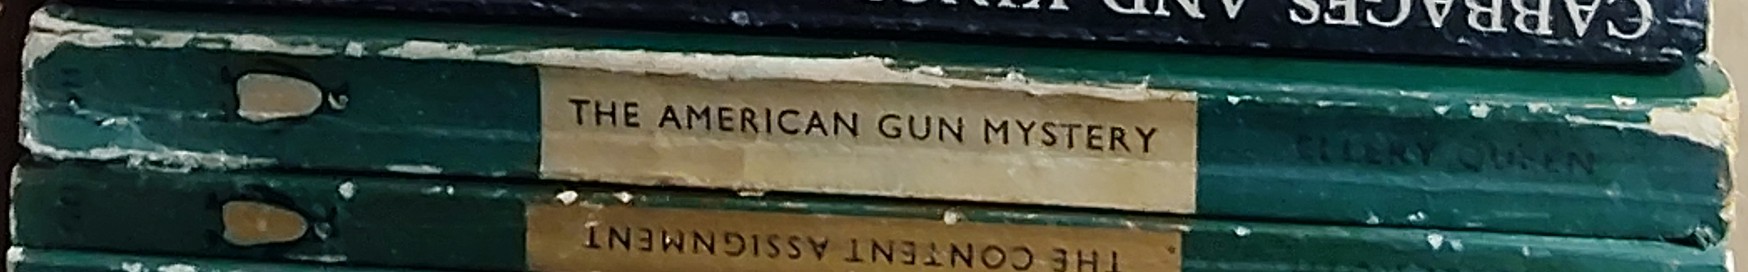 CABBAGES AND KINGS
THE AMERICAN GUN MYSTERY
ELLERY QUEEN
THE CONTENT ASSIGNMENT